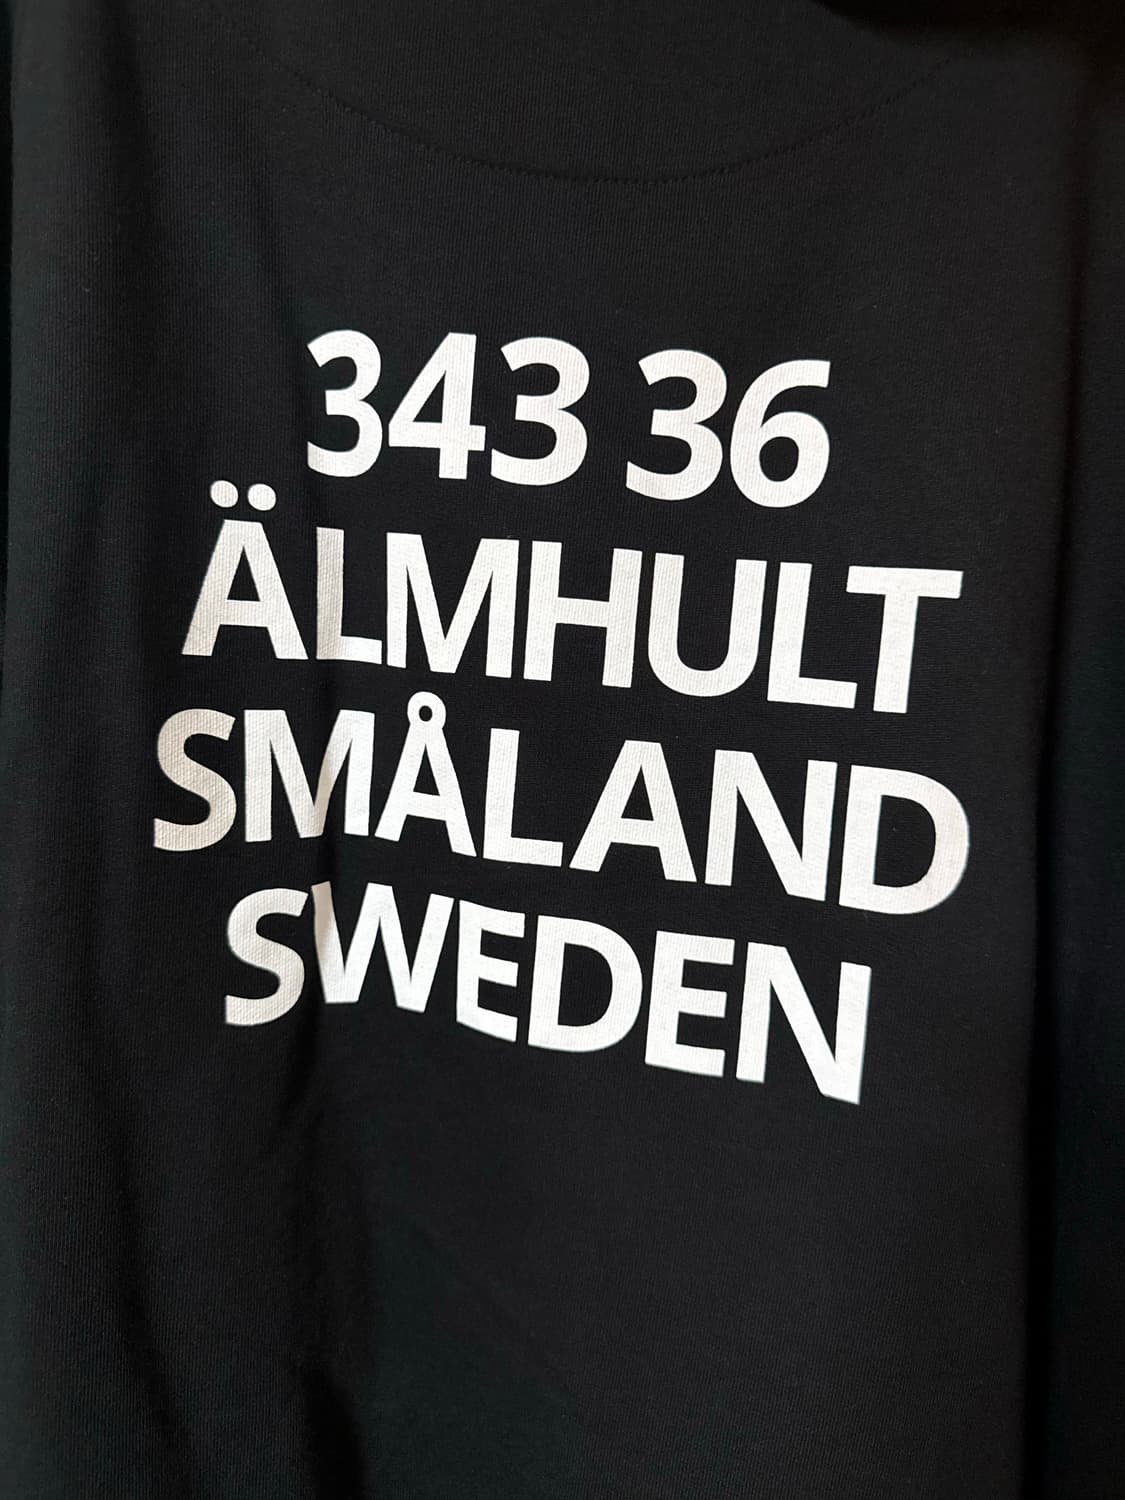 343 36
ÄLMHULT
SMÅLAND
SWEDEN